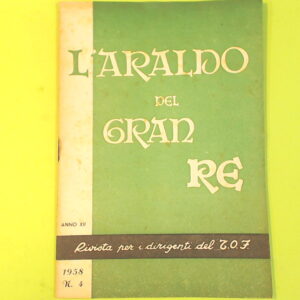 L'ARALDO
DEL
GRAN
RE
ANNO XII
Rivista per i dirigenti del T.O.F.
1958
N. 4